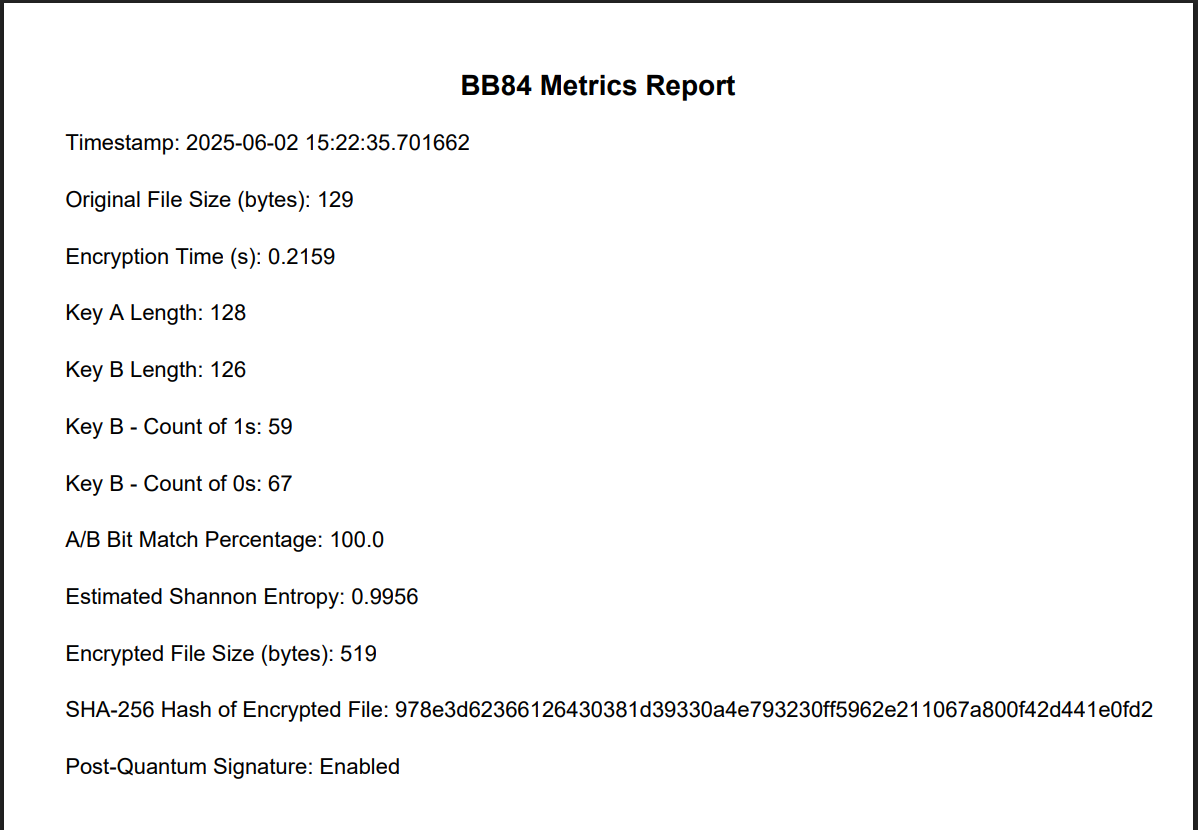 BB84 Metrics Report
Timestamp: 2025-06-02 15:22:35.701662
Original File Size (bytes): 129
Encryption Time (s): 0.2159
Key A Length: 128
Key B Length: 126
Key B - Count of 1s: 59
Key B - Count of 0s: 67
A/B Bit Match Percentage: 100.0
Estimated Shannon Entropy: 0.9956
Encrypted File Size (bytes): 519
SHA-256 Hash of Encrypted File: 978e3d62366126430381d39330a4e793230ff5962e211067a800f42d441e0fd2
Post-Quantum Signature: Enabled